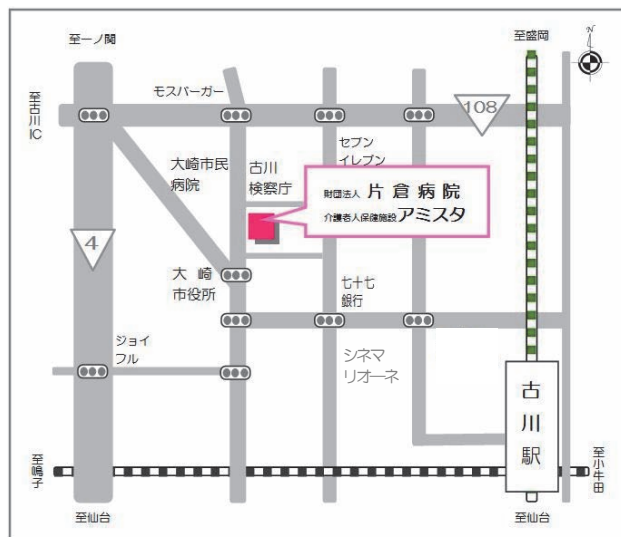 至一ノ関
至盛岡
N
至古川
IC
モスバーガー
108
セブン
イレブン
大崎市民
病院
古川
検察庁
財団法人 片倉病院
介護老人保健施設 アミスタ
4
大崎
市役所
七十七
銀行
ジョイ
フル
シネマ
リオーネ
古川駅
至鳴子
至小牛田
至仙台
至仙台